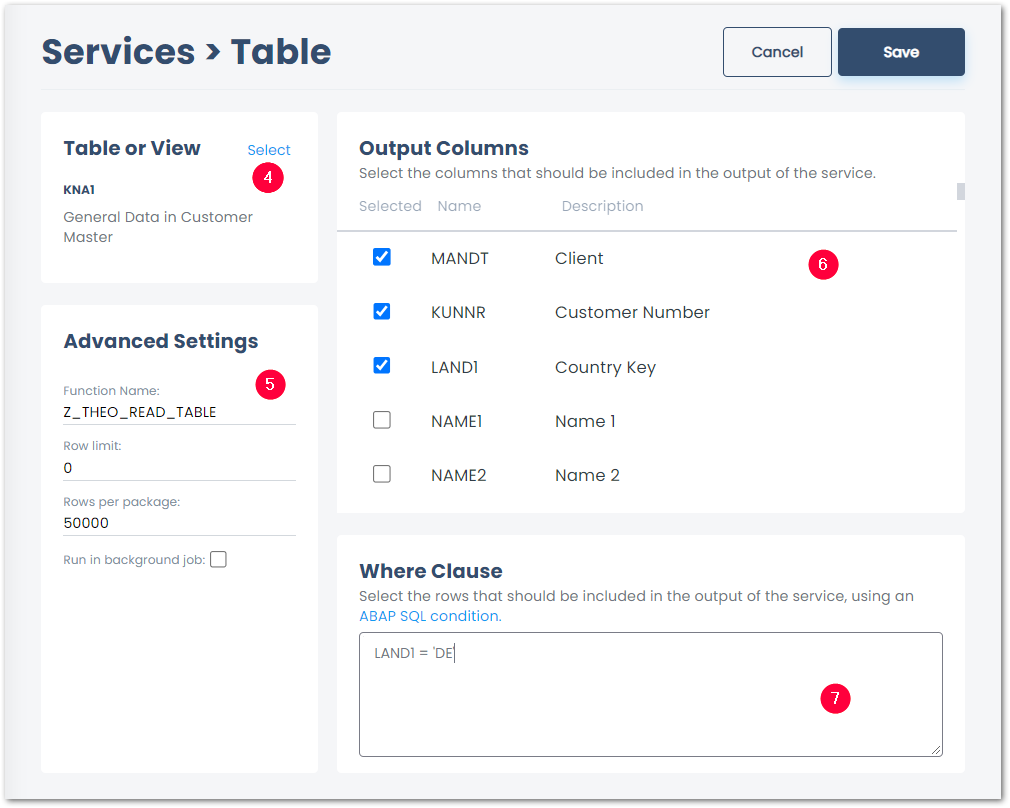 Services > Table
Cancel
Save
Table or View
Select
4
KNA1
General Data in Customer
Master
Advanced Settings
5
Function Name:
Z_THEO_READ_TABLE
Row limit:
0
Rows per package:
50000
Run in background job:
Output Columns
Select the columns that should be included in the output of the service.
Selected Name Description
MANDT Client
6
KUNNR Customer Number
LAND1 Country Key
NAME1 Name 1
NAME2 Name 2
Where Clause
Select the rows that should be included in the output of the service, using an
ABAP SQL condition.
LAND1 = 'DE'
7